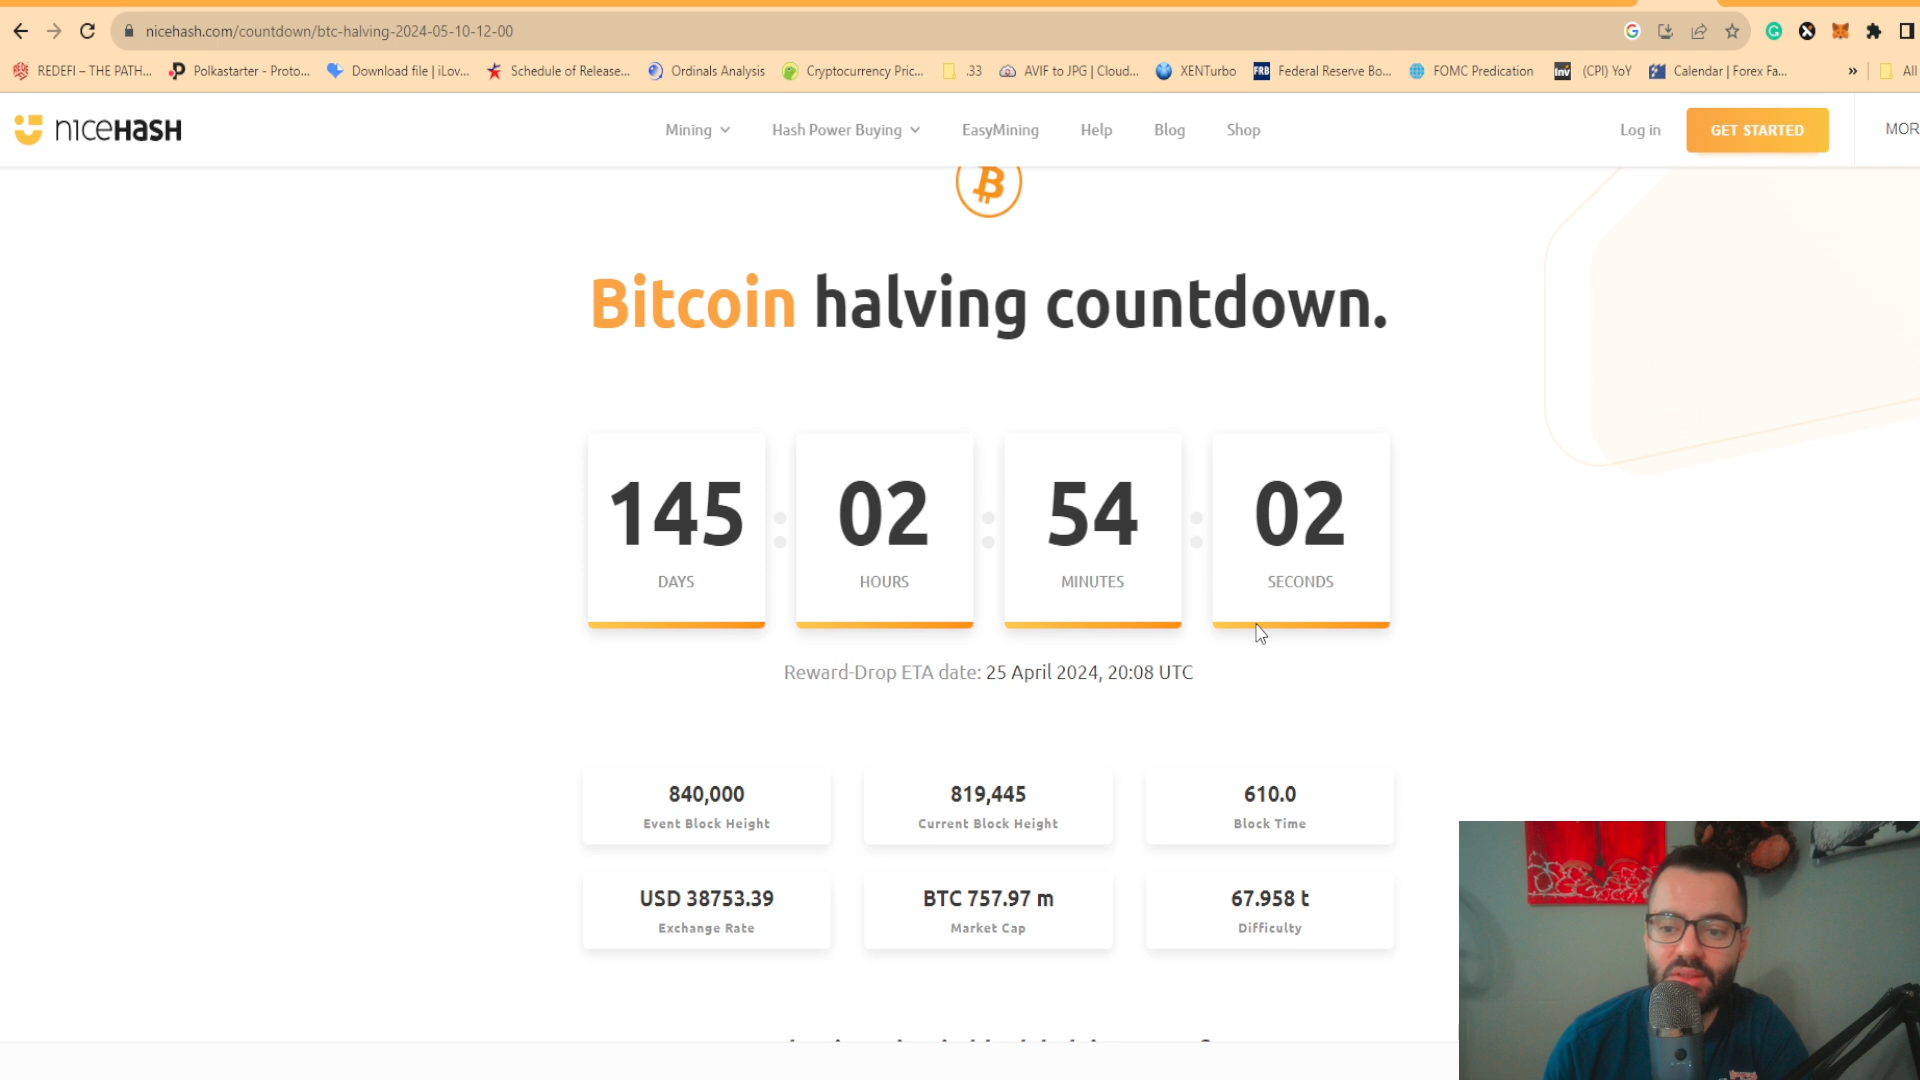 nicehash.com/countdown/btc-halving-2024-05-10-12-00
REDEFI – THE PATH... Polkastarter - Proto... Download file | iLov... Schedule of Release... Ordinals Analysis Cryptocurrency Pric... .33 AVIF to JPG | Cloud... XENTurbo FRB Federal Reserve Bo... FOMC Predication Inv (CPI) YoY Calendar | Forex Fa... » All
nicehash Mining Hash Power Buying EasyMining Help Blog Shop Log in GET STARTED MOR
Bitcoin halving countdown.
145 : 02 : 54 : 02
DAYS HOURS MINUTES SECONDS
Reward-Drop ETA date: 25 April 2024, 20:08 UTC
840,000 819,445 610.0
Event Block Height Current Block Height Block Time
USD 38753.39 BTC 757.97 m 67.958 t
Exchange Rate Market Cap Difficulty